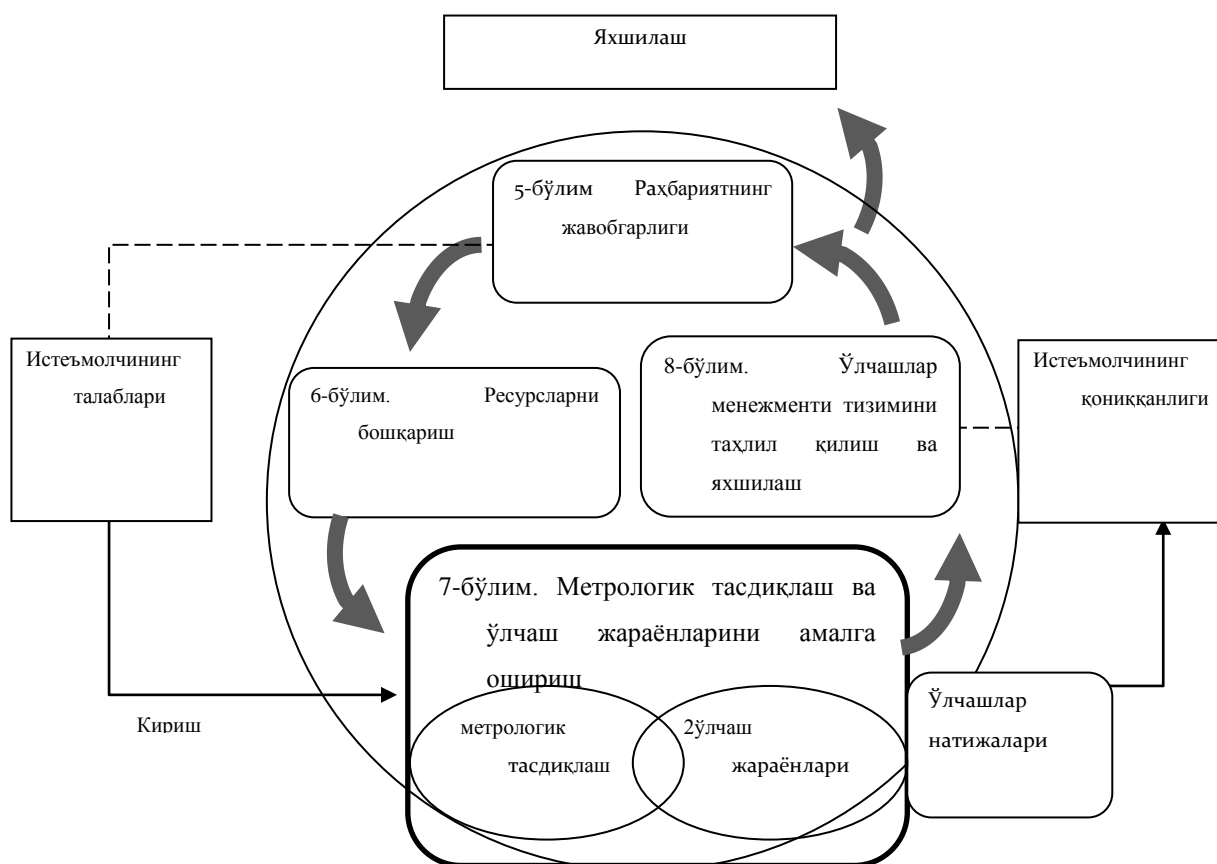 Яхшилаш
5-бўлим Раҳбариятнинг
жавобгарлиги
Истеъмолчининг
талаблари
6-бўлим. Ресурсларни
бошқариш
8-бўлим. Ўлчашлар
менежменти тизимини
таҳлил қилиш ва
яхшилаш
Истеъмолчининг
қониққанлиги
7-бўлим. Метрологик тасдиқлаш ва
ўлчаш жараёнларини амалга
ошириш
Кириш
метрологик
тасдиқлаш
2ўлчаш
жараёнлари
Ўлчашлар
натижалари